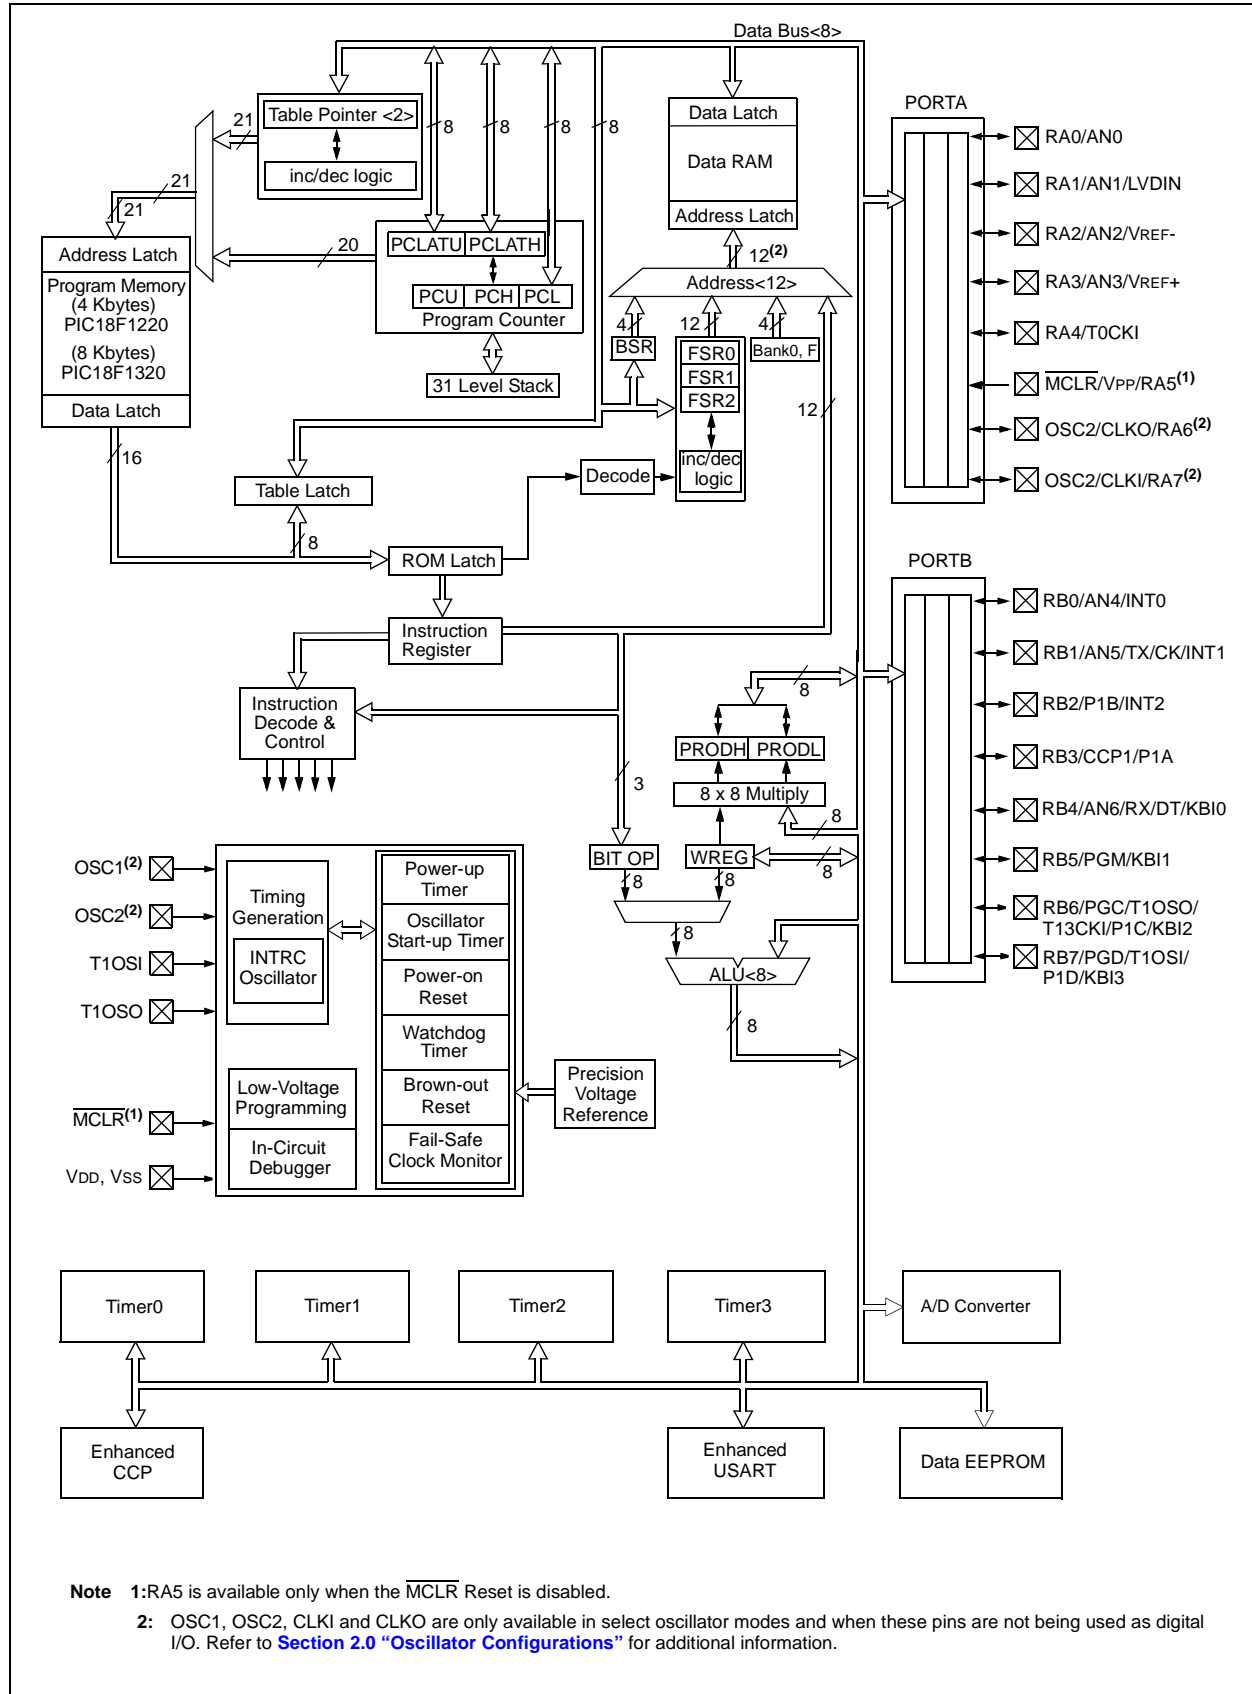 Data Bus<8>
PORTA
Table Pointer <2>
21
8
8
8
8
Data Latch
RA0/AN0
inc/dec logic
Data RAM
RA1/AN1/LVDIN
21
21
Address Latch
RA2/AN2/VREF-
20
PCLATU
PCLATH
12(2)
Address Latch
Address<12>
RA3/AN3/VREF+
Program Memory
(4 Kbytes)
PIC18F1220
(8 Kbytes)
PIC18F1320
PCU
PCH
PCL
Program Counter
4
12
4
BSR
FSR0
FSR1
FSR2
Bank0, F
RA4/T0CKI
31 Level Stack
MCLR/VPP/RA5(1)
Data Latch
12
OSC2/CLKO/RA6(2)
16
inc/dec
logic
Decode
OSC2/CLKI/RA7(2)
Table Latch
8
ROM Latch
PORTB
RB0/AN4/INT0
Instruction
Register
RB1/AN5/TX/CK/INT1
Instruction
Decode &
Control
8
RB2/P1B/INT2
PRODH
PRODL
RB3/CCP1/P1A
3
8 x 8 Multiply
8
RB4/AN6/RX/DT/KBI0
BIT OP
WREG
8
RB5/PGM/KBI1
8
8
OSC1(2)
OSC2(2)
T1OSI
T1OSO
Timing
Generation
INTRC
Oscillator
Power-up
Timer
Oscillator
Start-up Timer
Power-on
Reset
Watchdog
Timer
Brown-out
Reset
Fail-Safe
Clock Monitor
8
RB6/PGC/T1OSO/
T13CKI/P1C/KBI2
ALU<8>
RB7/PGD/T1OSI/
P1D/KBI3
8
Precision
Voltage
Reference
MCLR(1)
Low-Voltage
Programming
VDD, VSS
In-Circuit
Debugger
Timer0
Timer1
Timer2
Timer3
A/D Converter
Enhanced
CCP
Enhanced
USART
Data EEPROM
Note 1:RA5 is available only when the MCLR Reset is disabled.
2: OSC1, OSC2, CLKI and CLKO are only available in select oscillator modes and when these pins are not being used as digital
I/O. Refer to Section 2.0 “Oscillator Configurations” for additional information.